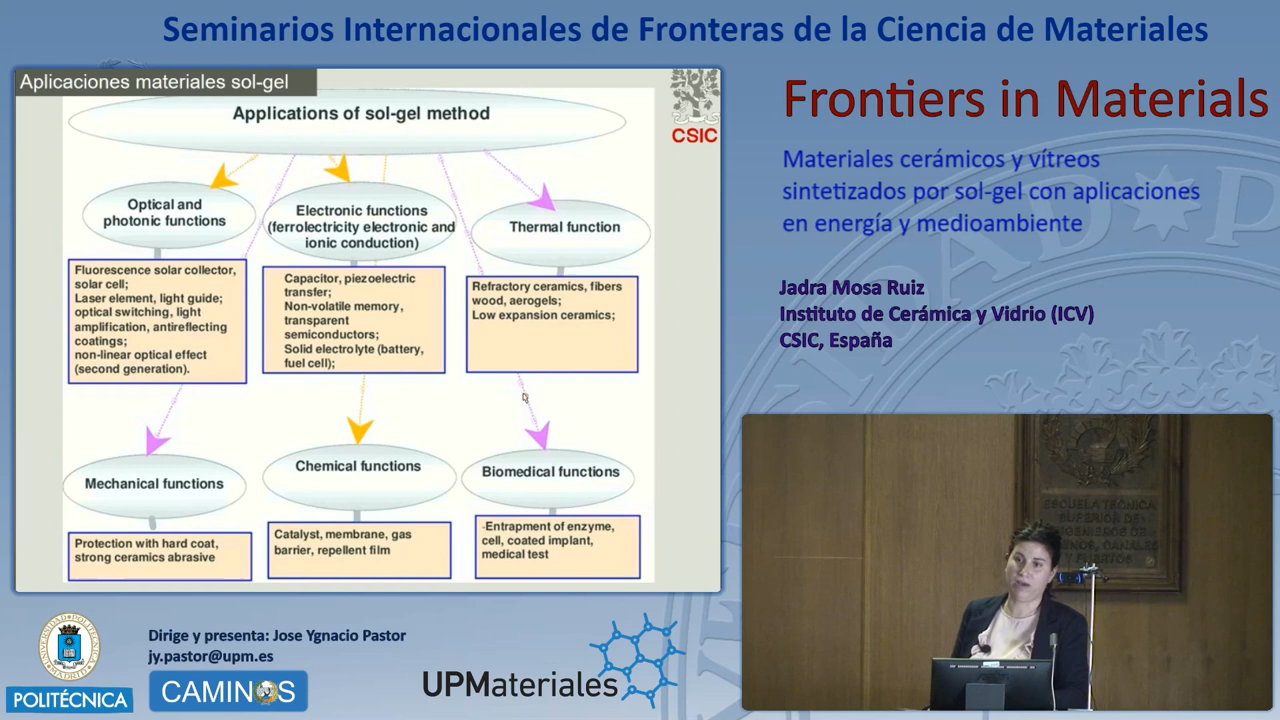 Seminarios Internacionales de Fronteras de la Ciencia de Materiales
Aplicaciones materiales sol-gel
CSIC
Applications of sol-gel method
Optical and
photonic functions
Electronic functions
(ferrolectricity electronic and
ionic conduction)
Thermal function
Fluorescence solar collector,
solar cell;
Laser element, light guide;
optical switching, light
amplification, antireflecting
coatings;
non-linear optical effect
(second generation).
Capacitor, piezoelectric
transfer;
Non-volatile memory,
transparent
semiconductors;
Solid electrolyte (battery,
fuel cell);
Refractory ceramics, fibers
wood, aerogels;
Low expansion ceramics;
Mechanical functions
Chemical functions
Biomedical functions
Protection with hard coat,
strong ceramics abrasive
Catalyst, membrane, gas
barrier, repellent film
-Entrapment of enzyme,
cell, coated implant,
medical test
Frontiers in Materials
Materiales cerámicos y vítreos
sintetizados por sol-gel con aplicaciones
en energía y medioambiente
Jadra Mosa Ruiz
Instituto de Cerámica y Vidrio (ICV)
CSIC, España
ESCUELA TECNICA
SUPERIOR DE
Y PUERTOS
Dirige y presenta: Jose Ygnacio Pastor
jy.pastor@upm.es
POLITÉCNICA
CAMINOS
UPMateriales